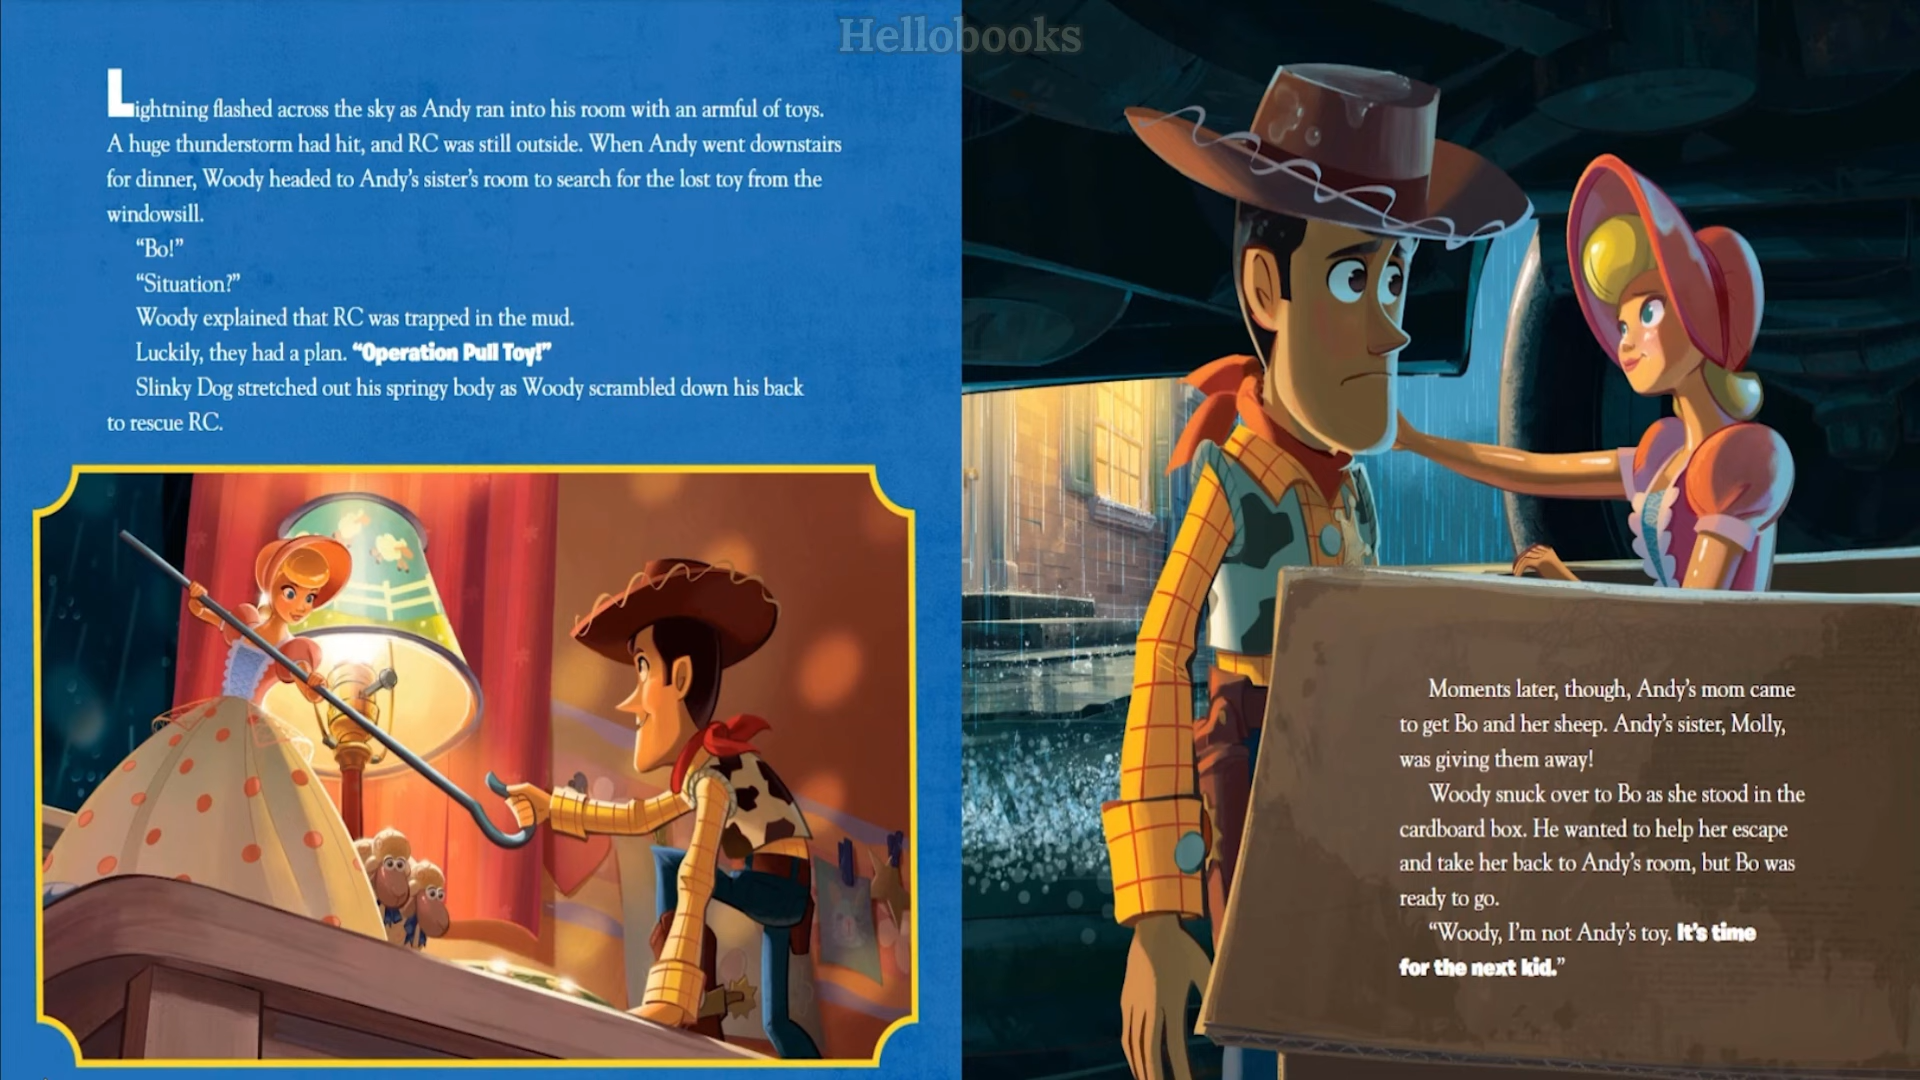 Hellobooks
Lightning flashed across the sky as Andy ran into his room with an armful of toys.
A huge thunderstorm had hit, and RC was still outside. When Andy went downstairs
for dinner, Woody headed to Andy’s sister’s room to search for the lost toy from the
windowsill.
“Bo!”
“Situation?”
Woody explained that RC was trapped in the mud.
Luckily, they had a plan. “Operation Pull Toy!”
Slinky Dog stretched out his springy body as Woody scrambled down his back
to rescue RC.
Moments later, though, Andy’s mom came
to get Bo and her sheep. Andy’s sister, Molly,
was giving them away!
Woody snuck over to Bo as she stood in the
cardboard box. He wanted to help her escape
and take her back to Andy’s room, but Bo was
ready to go.
“Woody, I’m not Andy’s toy. It’s time
for the next kid.”